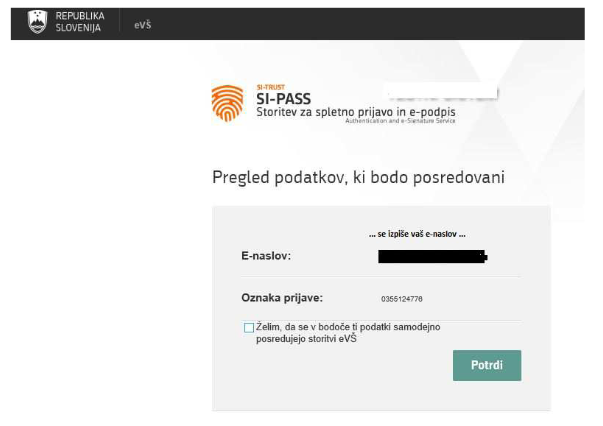 REPUBLIKA
SLOVENIJA
eVŠ
SI-TRUST
SI-PASS
Storitev za spletno prijavo in e-podpis
Authentication and e-Signature Service
Pregled podatkov, ki bodo posredovani
... se izpiše vaš e-naslov ...
E-naslov:
Oznaka prijave: 0355124776
Želim, da se v bodoče ti podatki samodejno
posredujejo storitvi eVŠ
Potrdi